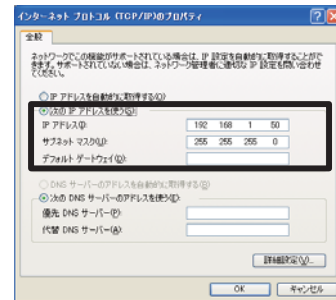 インターネット プロトコル (TCP/IP)のプロパティ
全般
ネットワークでこの機能がサポートされている場合は、IP 設定を自動的に取得することがで
きます。サポートされていない場合は、ネットワーク管理者に適切な IP 設定を問い合わせ
てください。
IP アドレスを自動的に取得する(O)
次の IP アドレスを使う(S):
IP アドレス(I): 192 168 1 50
サブネット マスク(U): 255 255 255 0
デフォルト ゲートウェイ(D):
DNS サーバーのアドレスを自動的に取得する(B)
次の DNS サーバーのアドレスを使う(E):
優先 DNS サーバー(P):
代替 DNS サーバー(A):
詳細設定(V)...
OK キャンセル